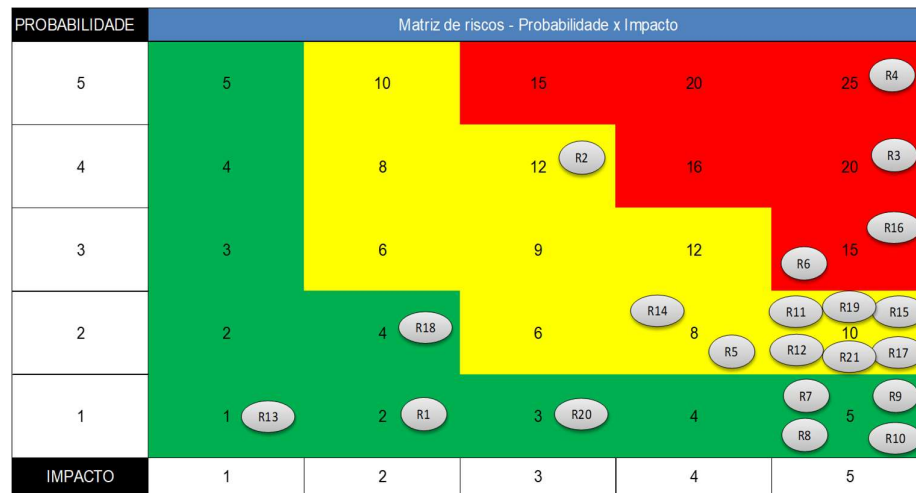 PROBABILIDADE Matriz de riscos - Probabilidade x Impacto
5 5 10 15 20 25 R4
4 4 8 12 R2 16 20 R3
3 3 6 9 12 R6 15 R16
2 2 4 R18 6 R14 8 R5 R11 R19 R15
10
R12 R21 R17
1 1 R13 2 R1 3 R20 4 R7 5 R9
R8 R10
IMPACTO 1 2 3 4 5